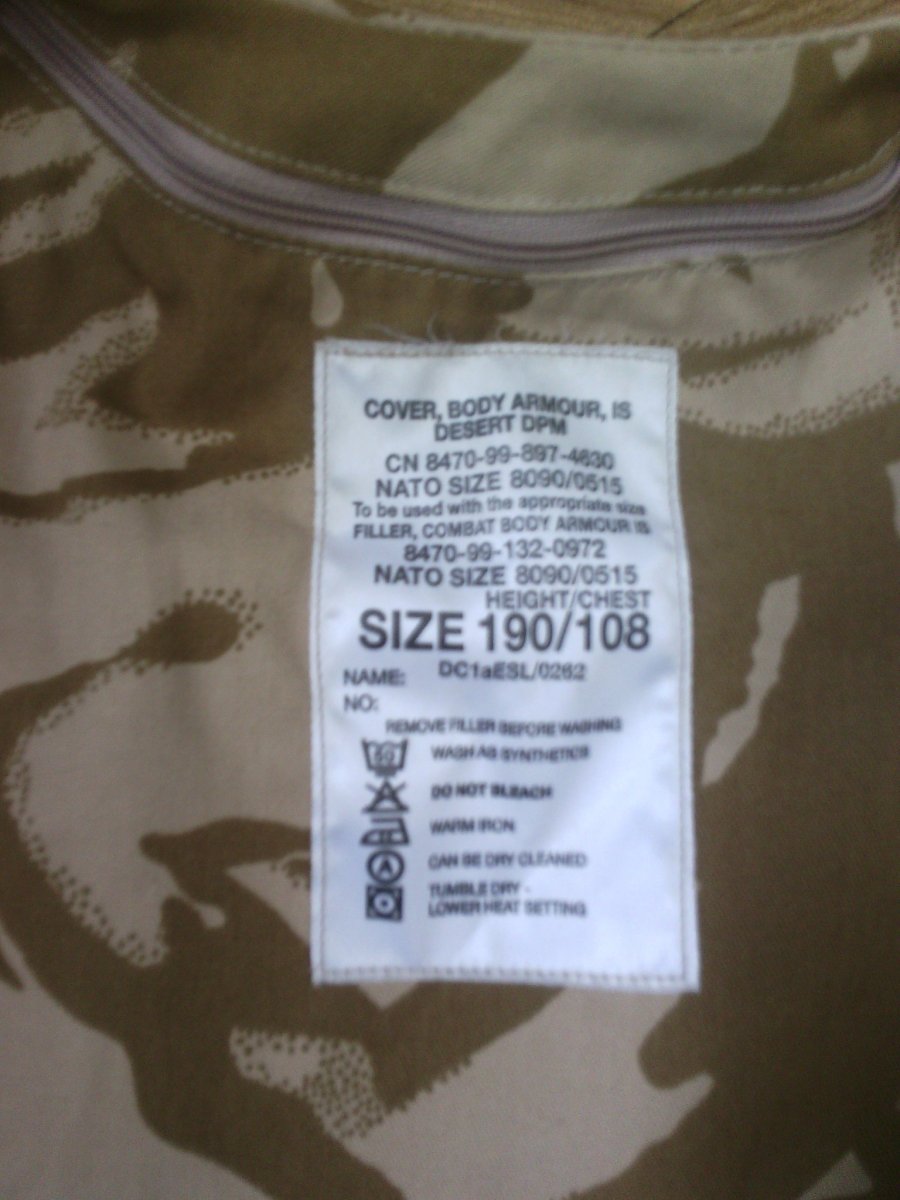 COVER, BODY ARMOUR, IS
DESERT DPM
CN 8470-99-897-4630
NATO SIZE 8090/0515
To be used with the appropriate size
FILLER, COMBAT BODY ARMOUR IS
8470-99-132-0972
NATO SIZE 8090/0515
HEIGHT/CHEST
SIZE 190/108
DC1aESL/0262
NAME:
NO:
REMOVE FILLER BEFORE WASHING
WASH AS SYNTHETICS
DO NOT BLEACH
WARM IRON
A
CAN BE DRY CLEANED
TUMBLE DRY -
LOWER HEAT SETTING